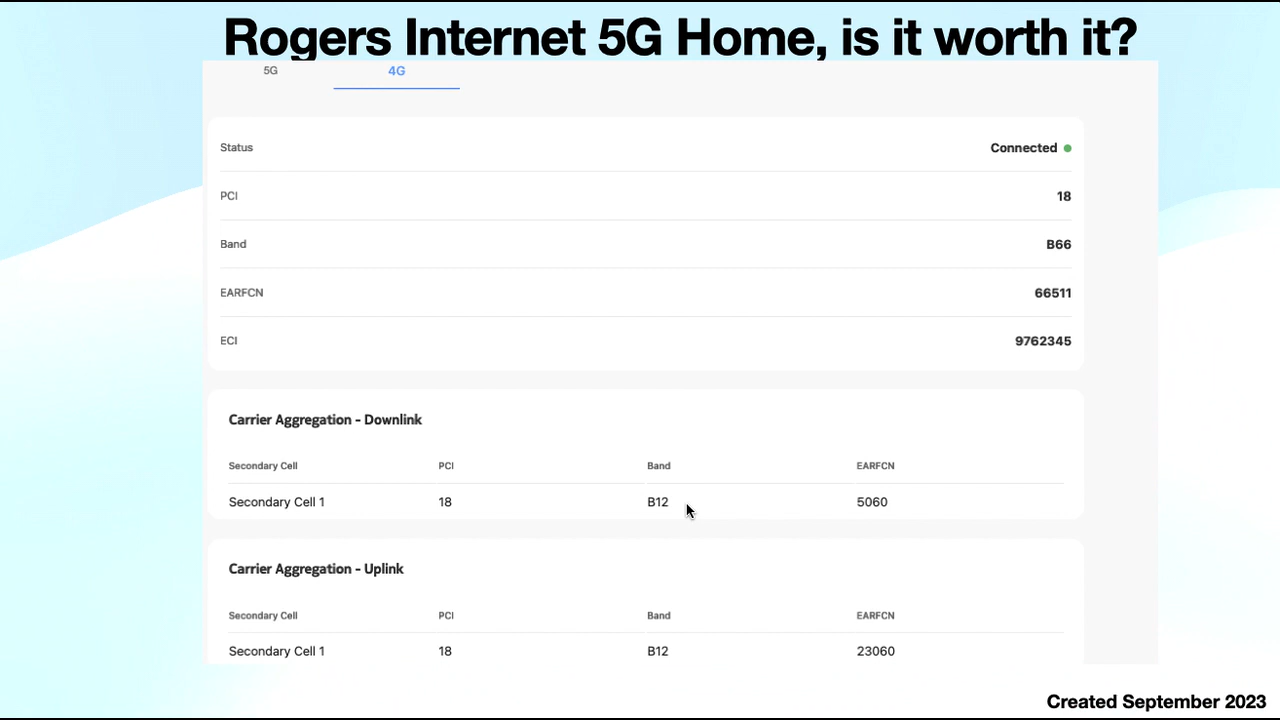 Rogers Internet 5G Home, is it worth it?
5G 4G
Status Connected
PCI 18
Band B66
EARFCN 66511
ECI 9762345
Carrier Aggregation - Downlink
Secondary Cell PCI Band EARFCN
Secondary Cell 1 18 B12 5060
Carrier Aggregation - Uplink
Secondary Cell PCI Band EARFCN
Secondary Cell 1 18 B12 23060
Created September 2023